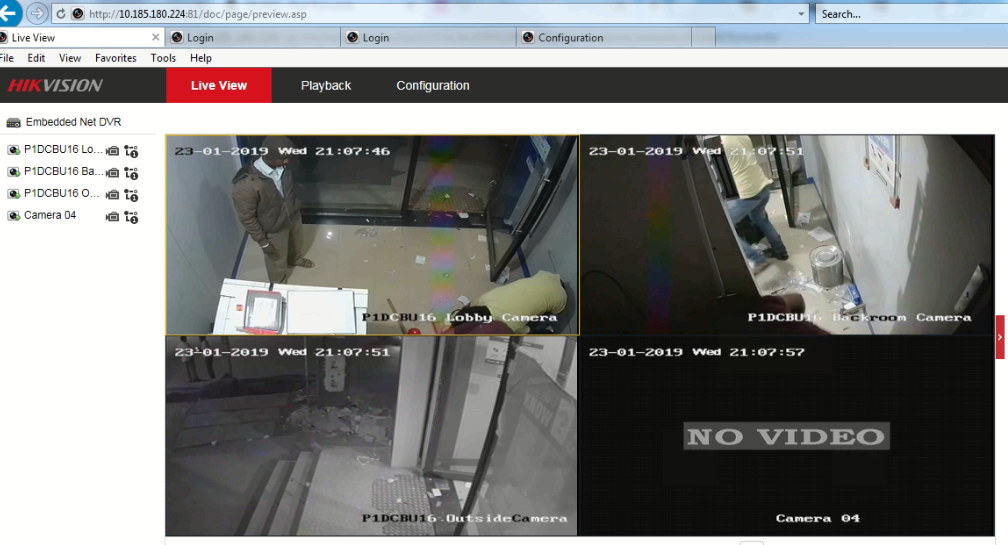 http://10.185.180.224:81/doc/page/preview.asp
Search...
Live View
Login
Login
Configuration
File Edit View Favorites Tools Help
HIKVISION
Live View
Playback
Configuration
Embedded Net DVR
P1DCBU16 Lo...
P1DCBU16 Ba...
P1DCBU16 O...
Camera 04
23-01-2019 Wed 21:07:46
P1DCBU16 Lobby Camera
23-01-2019 Wed 21:07:51
P1DCBU16 Backroom Camera
23-01-2019 Wed 21:07:51
P1DCBU16 OutsideCamera
23-01-2019 Wed 21:07:57
NO VIDEO
Camera 04